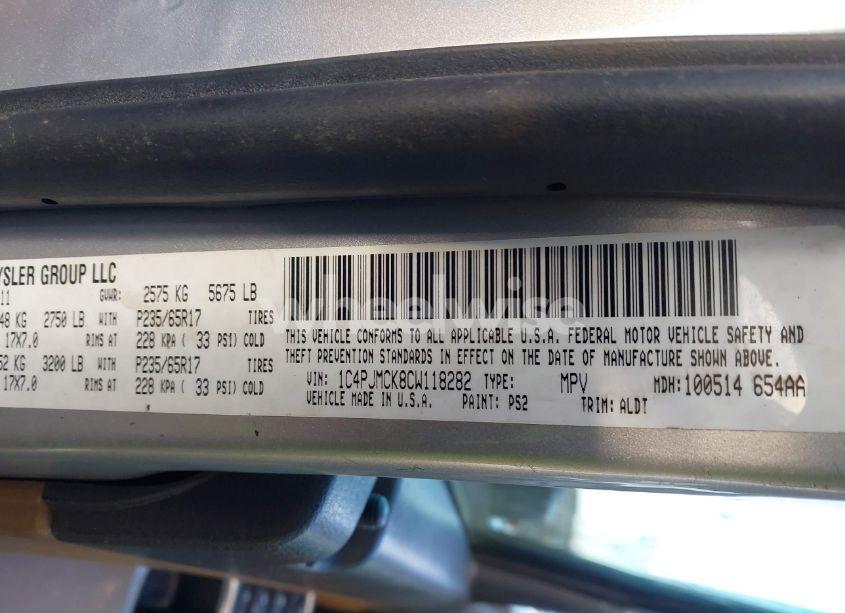 YSLER GROUP LLC
11
GVWR: 2575 KG 5675 LB
48 KG 2750 LB WITH P235/65R17 TIRES
17X7.0 RIMS AT 228 KPA ( 33 PSI) COLD
52 KG 3200 LB WITH P235/65R17 TIRES
17X7.0 RIMS AT 228 KPA ( 33 PSI) COLD
THIS VEHICLE CONFORMS TO ALL APPLICABLE U.S.A. FEDERAL MOTOR VEHICLE SAFETY AND
THEFT PREVENTION STANDARDS IN EFFECT ON THE DATE OF MANUFACTURE SHOWN ABOVE.
VIN: 1C4PJMCK8CW118282 TYPE: MPV MDH:100514 654AA
VEHICLE MADE IN U.S.A. PAINT: PS2 TRIM: ALDT
wheelwise